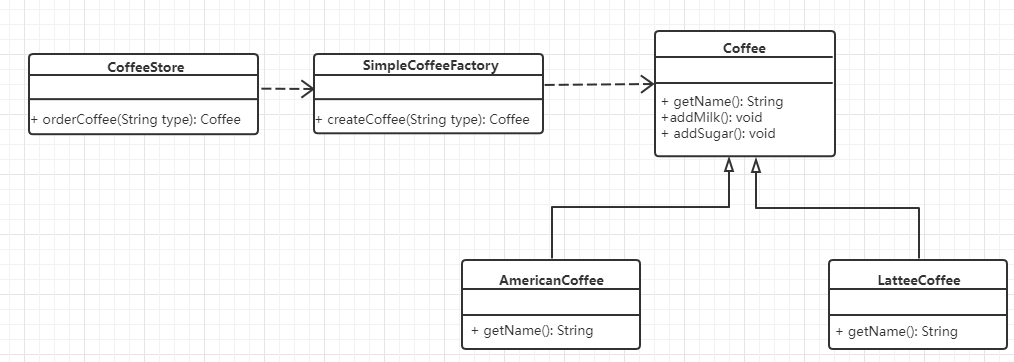 CoffeeStore
+ orderCoffee(String type): Coffee
SimpleCoffeeFactory
+ createCoffee(String type): Coffee
Coffee
+ getName(): String
+addMilk(): void
+ addSugar(): void
AmericanCoffee
+ getName(): String
LatteeCoffee
+ getName(): String